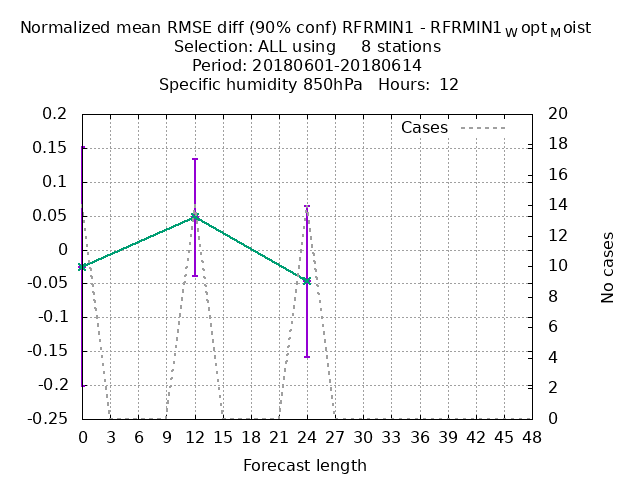 Normalized mean RMSE diff (90% conf) RFRMIN1 - RFRMIN1WoptMoist
Selection: ALL using 8 stations
Period: 20180601-20180614
Specific humidity 850hPa Hours: 12
Cases
0.2
0.15
0.1
0.05
0
-0.05
-0.1
-0.15
-0.2
-0.25
20
18
16
14
12
10
8
6
4
2
0
No cases
0 3 6 9 12 15 18 21 24 27 30 33 36 39 42 45 48
Forecast length